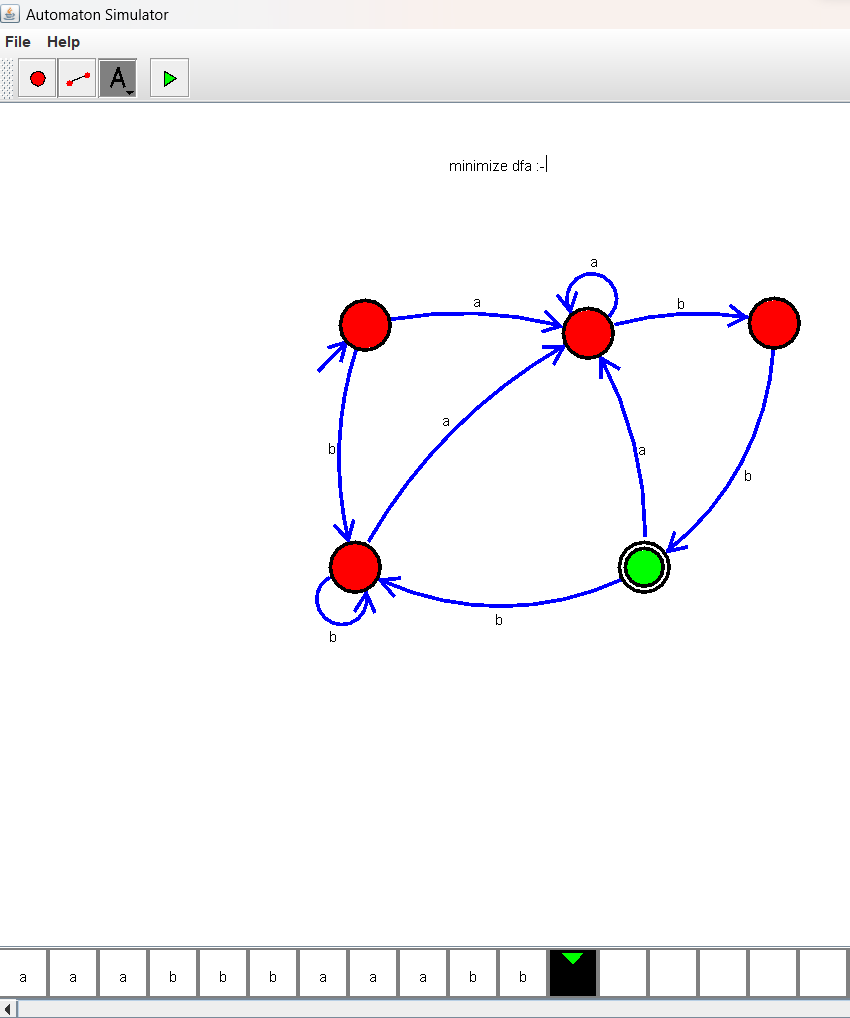 Automaton Simulator
File Help
A
minimize dfa :-
a
a b
a
b a
b
b
b
a a a b b b a a a b b